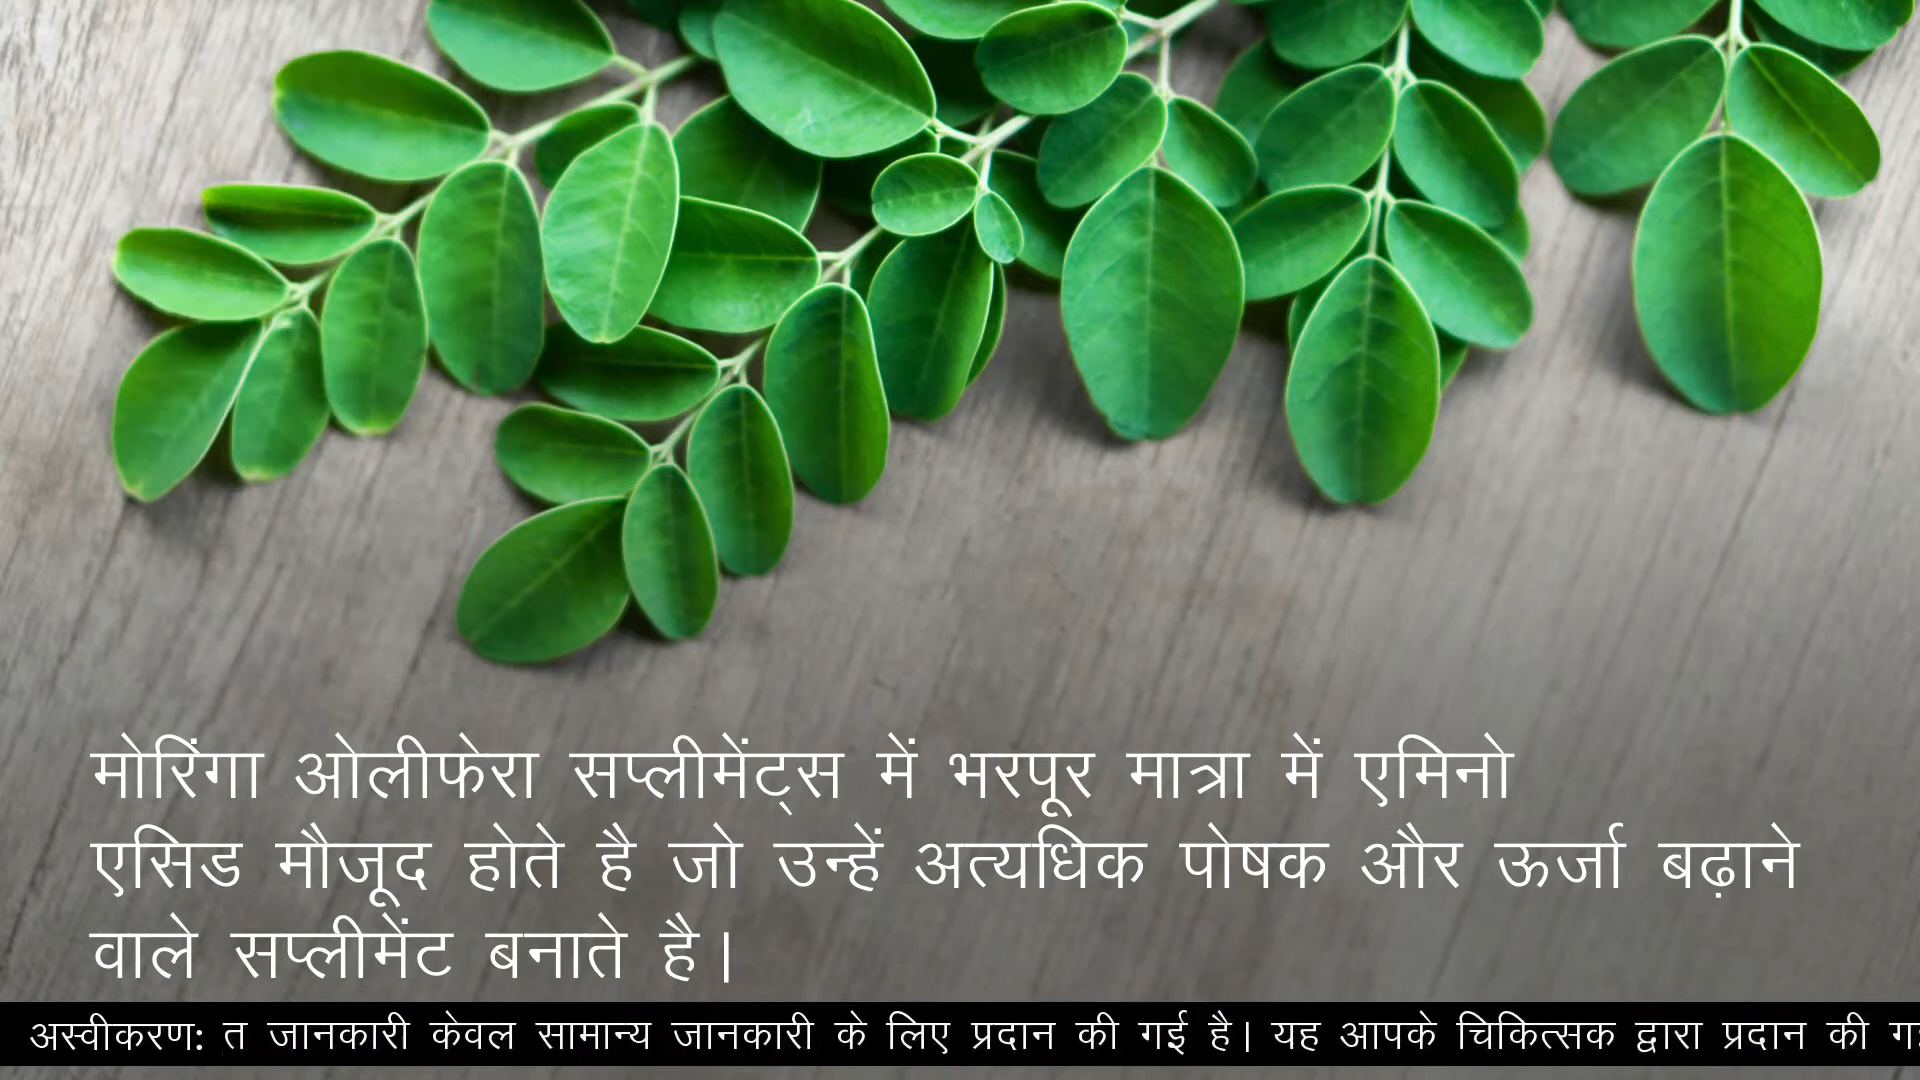 मोरिंगा ओलीफेरा सप्लीमेंट्स में भरपूर मात्रा में एमिनो
एसिड मौजूद होते है जो उन्हें अत्यधिक पोषक और ऊर्जा बढ़ाने
वाले सप्लीमेंट बनाते है।
अस्वीकरण: त जानकारी केवल सामान्य जानकारी के लिए प्रदान की गई है। यह आपके चिकित्सक द्वारा प्रदान की